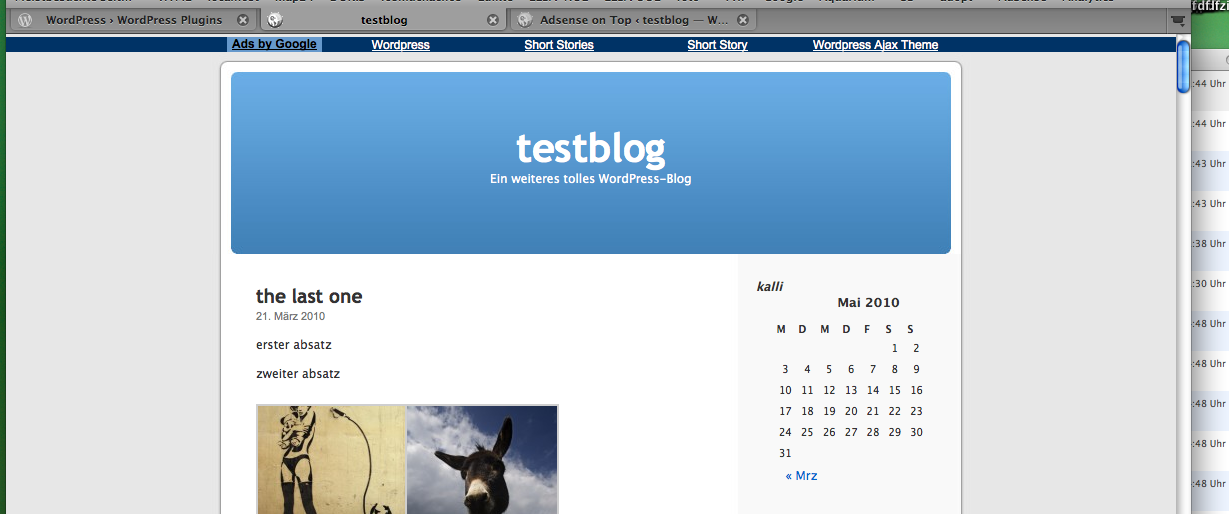 fdfJfzi
WordPress › WordPress Plugins
testblog
Adsense on Top ‹ testblog — W...
Ads by Google Wordpress Short Stories Short Story Wordpress Ajax Theme
testblog
Ein weiteres tolles WordPress-Blog
the last one
21. März 2010
erster absatz
zweiter absatz
kalli
Mai 2010
M D M D F S S
1 2
3 4 5 6 7 8 9
10 11 12 13 14 15 16
17 18 19 20 21 22 23
24 25 26 27 28 29 30
31
« Mrz
:44 Uhr
:44 Uhr
:43 Uhr
:43 Uhr
:38 Uhr
:30 Uhr
:48 Uhr
:48 Uhr
:48 Uhr
:48 Uhr
:48 Uhr